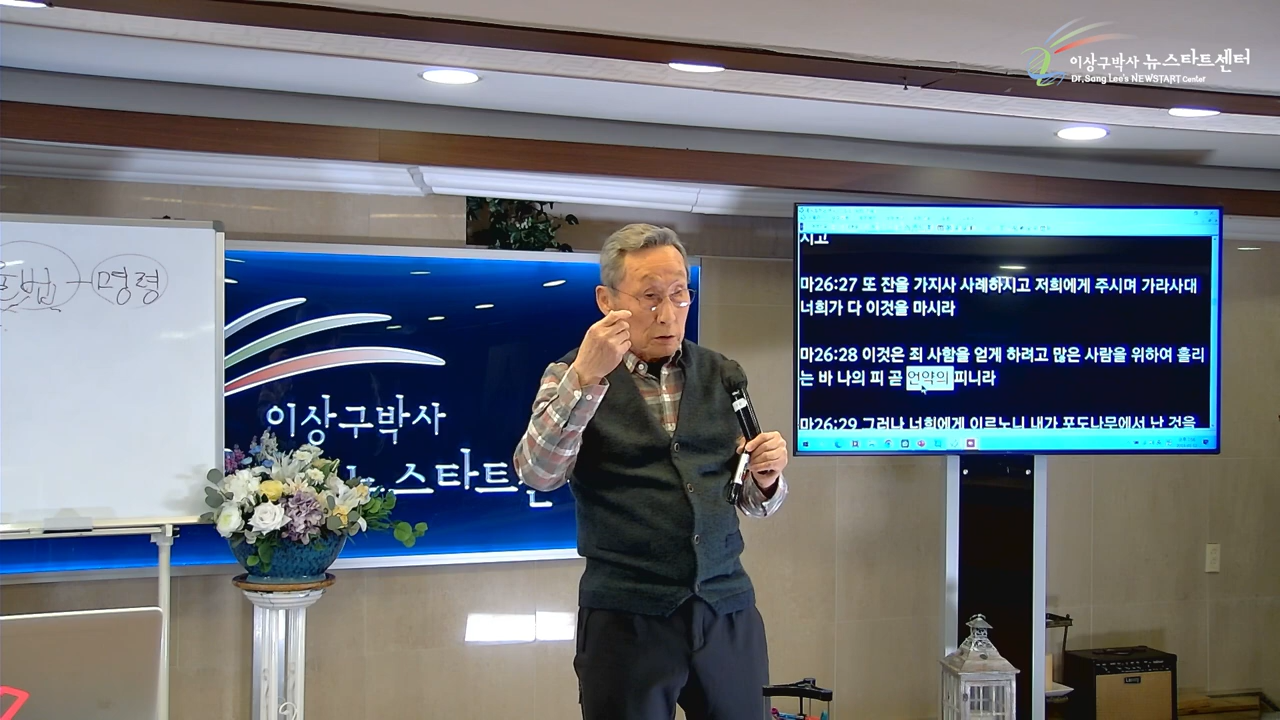 이상구박사 뉴스타트센터
Dr. Sang Lee's NEWSTART Center
명령
이상구박사
뉴스타트센
시고
마26:27 또 잔을 가지사 사례하시고 저희에게 주시며 가라사대
너희가 다 이것을 마시라
마26:28 이것은 죄 사함을 얻게 하려고 많은 사람을 위하여 흘리
는 바 나의 피 곧 언약의 피니라
마26:29 그러나 너희에게 이르노니 내가 포도나무에서 난 것을